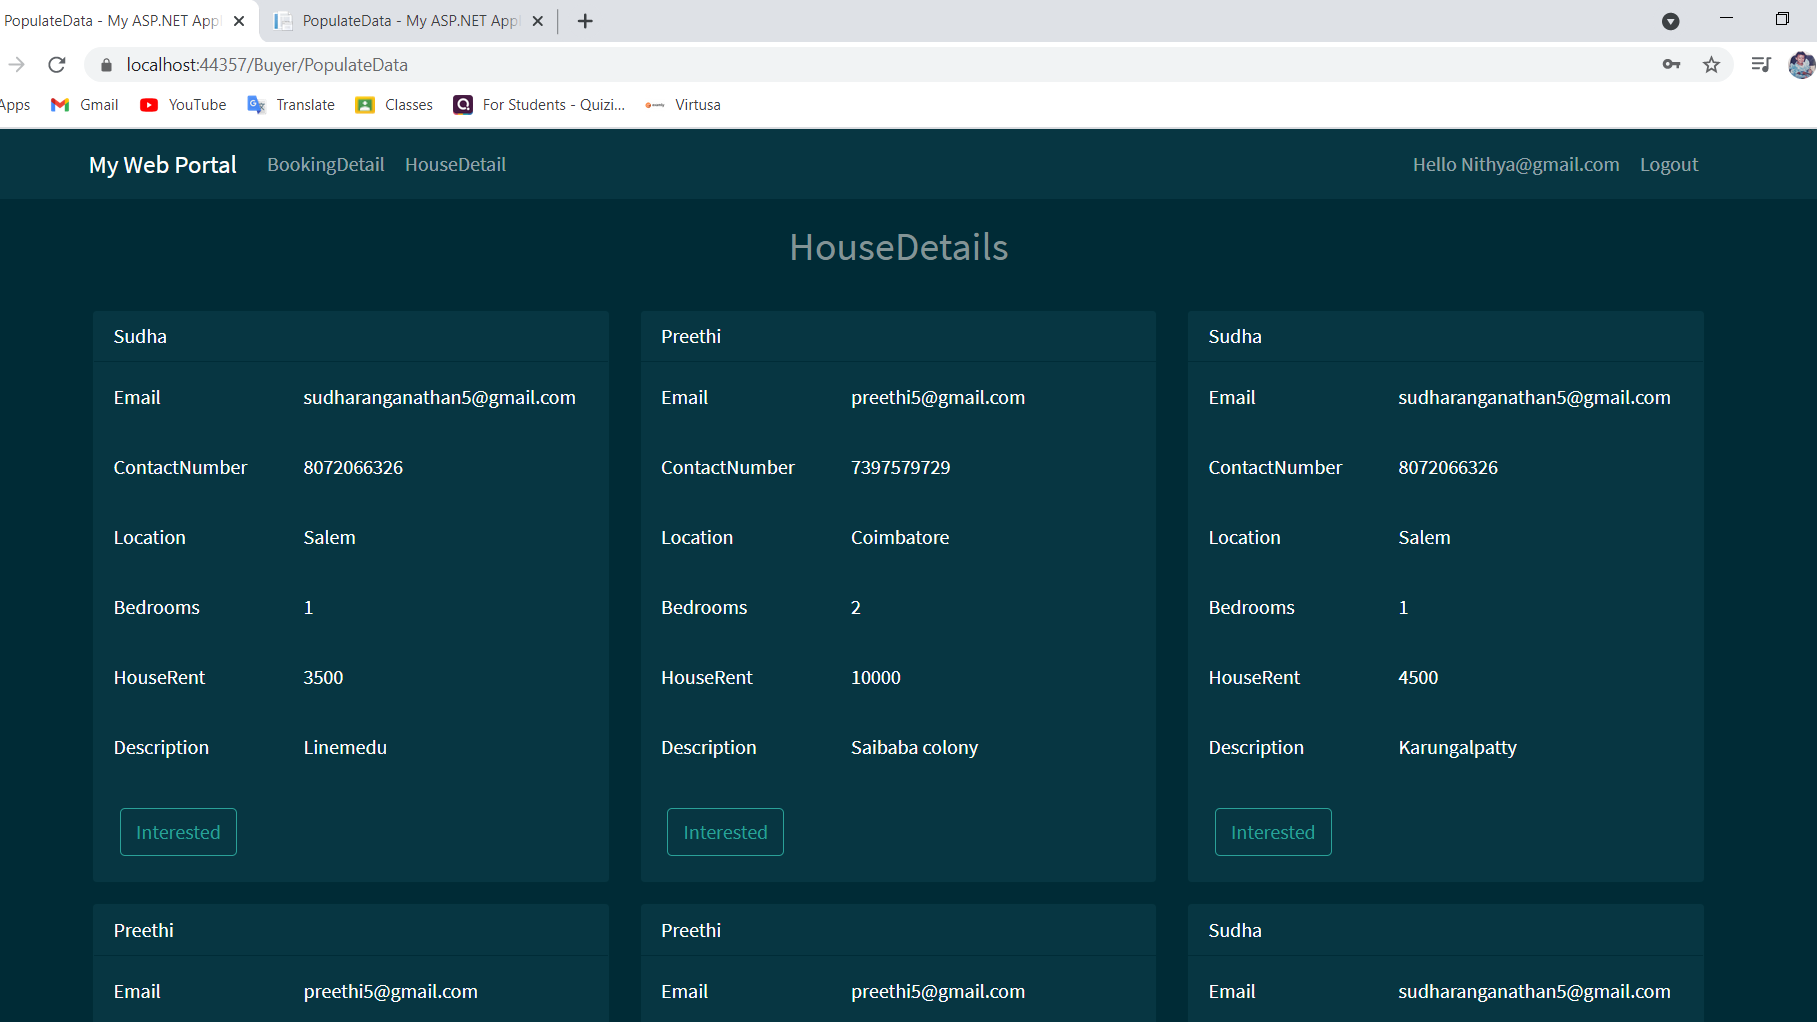 PopulateData - My ASP.NET Appl
PopulateData - My ASP.NET Appl
localhost:44357/Buyer/PopulateData
Apps Gmail YouTube Translate Classes For Students - Quizi... Virtusa
My Web Portal BookingDetail HouseDetail Hello Nithya@gmail.com Logout
HouseDetails
Sudha
Email sudharanganathan5@gmail.com
ContactNumber 8072066326
Location Salem
Bedrooms 1
HouseRent 3500
Description Linemedu
Interested
Preethi
Email preethi5@gmail.com
ContactNumber 7397579729
Location Coimbatore
Bedrooms 2
HouseRent 10000
Description Saibaba colony
Interested
Sudha
Email sudharanganathan5@gmail.com
ContactNumber 8072066326
Location Salem
Bedrooms 1
HouseRent 4500
Description Karungalpatty
Interested
Preethi
Email preethi5@gmail.com
Preethi
Email preethi5@gmail.com
Sudha
Email sudharanganathan5@gmail.com